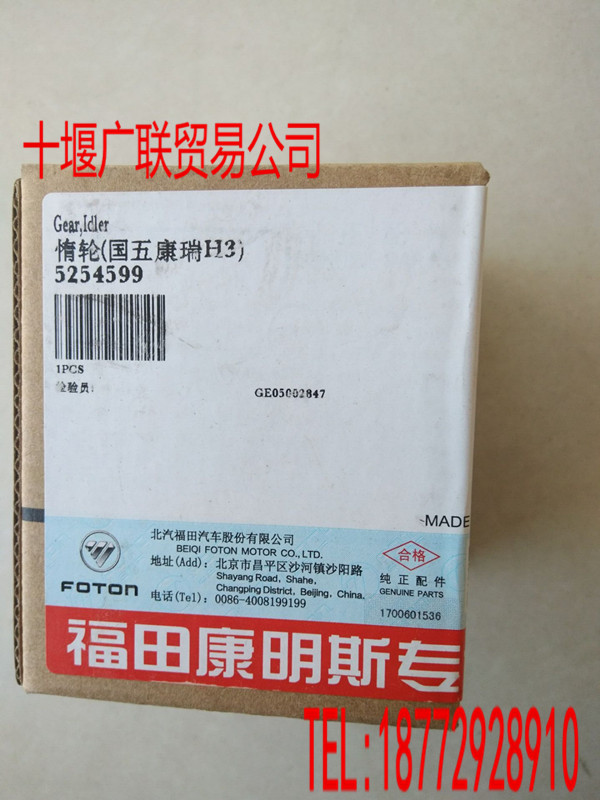 十堰广联贸易公司
Gear,Idler
惰轮(国五康瑞H3)
5254599
1PCS
检验员:
GE05002847
MADE
北汽福田汽车股份有限公司
BEIQI FOTON MOTOR CO.,LTD.
地址(Add): 北京市昌平区沙河镇沙阳路
Shayang Road, Shahe,
Changping District, Beijing, China.
电话(Tel): 0086-4008199199
FOTON
合格
纯正配件
GENUINE PARTS
1700601536
福田康明斯专
TEL:18772928910